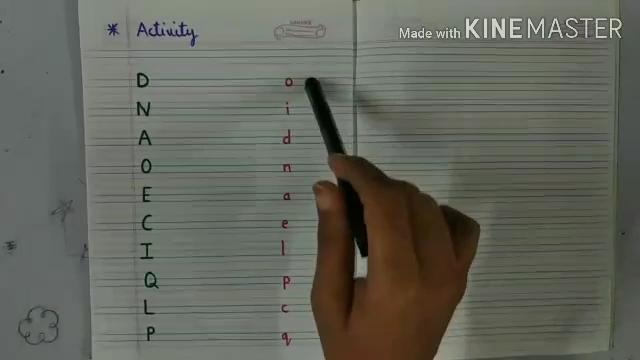 * Activity
Made with KINEMASTER
D o
N i
A d
O n
E a
C e
I l
Q p
L c
P q